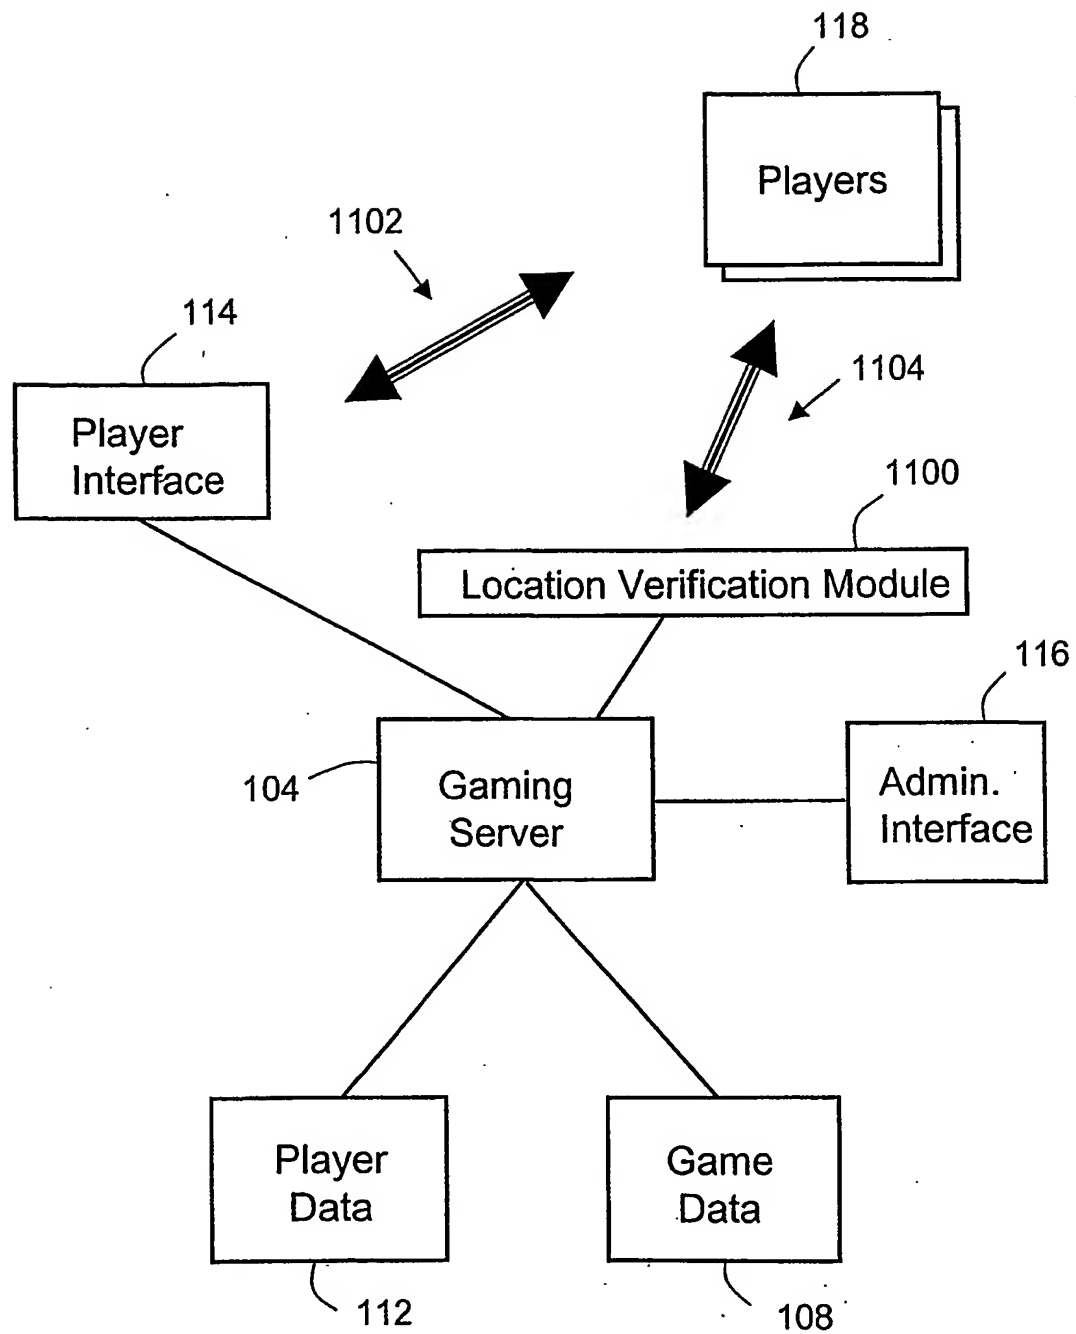 118
Players
1102
114
1104
Player
Interface
1100
Location Verification Module
116
104
Gaming
Server
Admin.
Interface
Player
Data
Game
Data
112
108